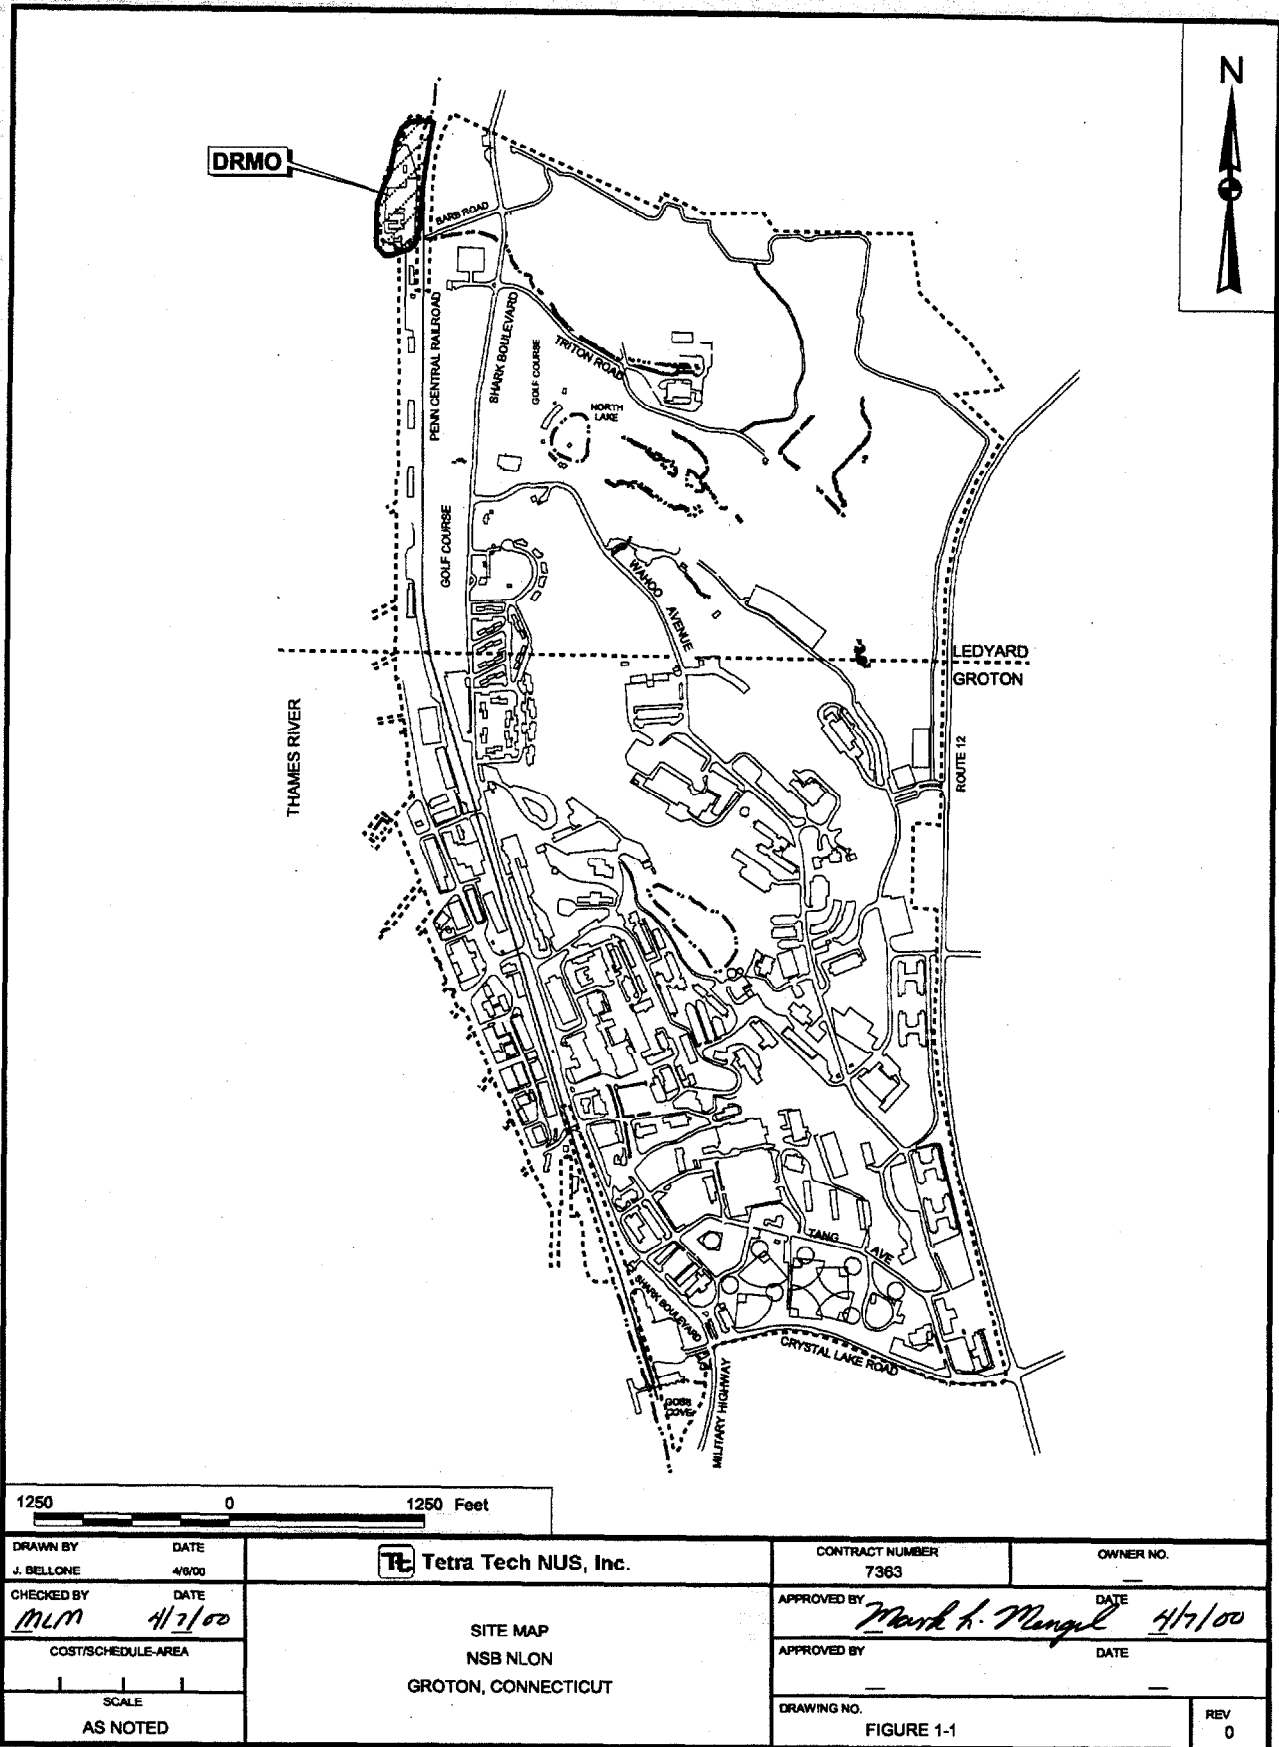 N
DRMO
BARB ROAD
PENN CENTRAL RAILROAD
SHARK BOULEVARD
GOLF COURSE
TRITON ROAD
NORTH
LAKE
GOLF COURSE
WAHOO AVENUE
LEDYARD
GROTON
THAMES RIVER
ROUTE 12
TANG AVE
SHARK BOULEVARD
CRYSTAL LAKE ROAD
GOSS
COVE
MILITARY HIGHWAY
1250 0 1250 Feet
DRAWN BY DATE
J. BELLONE 4/6/00
CHECKED BY DATE
MLM 4/7/00
COST/SCHEDULE-AREA
SCALE
AS NOTED
Tt Tetra Tech NUS, Inc.
SITE MAP
NSB NLON
GROTON, CONNECTICUT
CONTRACT NUMBER
7363
OWNER NO.
APPROVED BY DATE
Mark L. Mengel 4/7/00
APPROVED BY DATE
DRAWING NO.
FIGURE 1-1
REV
0